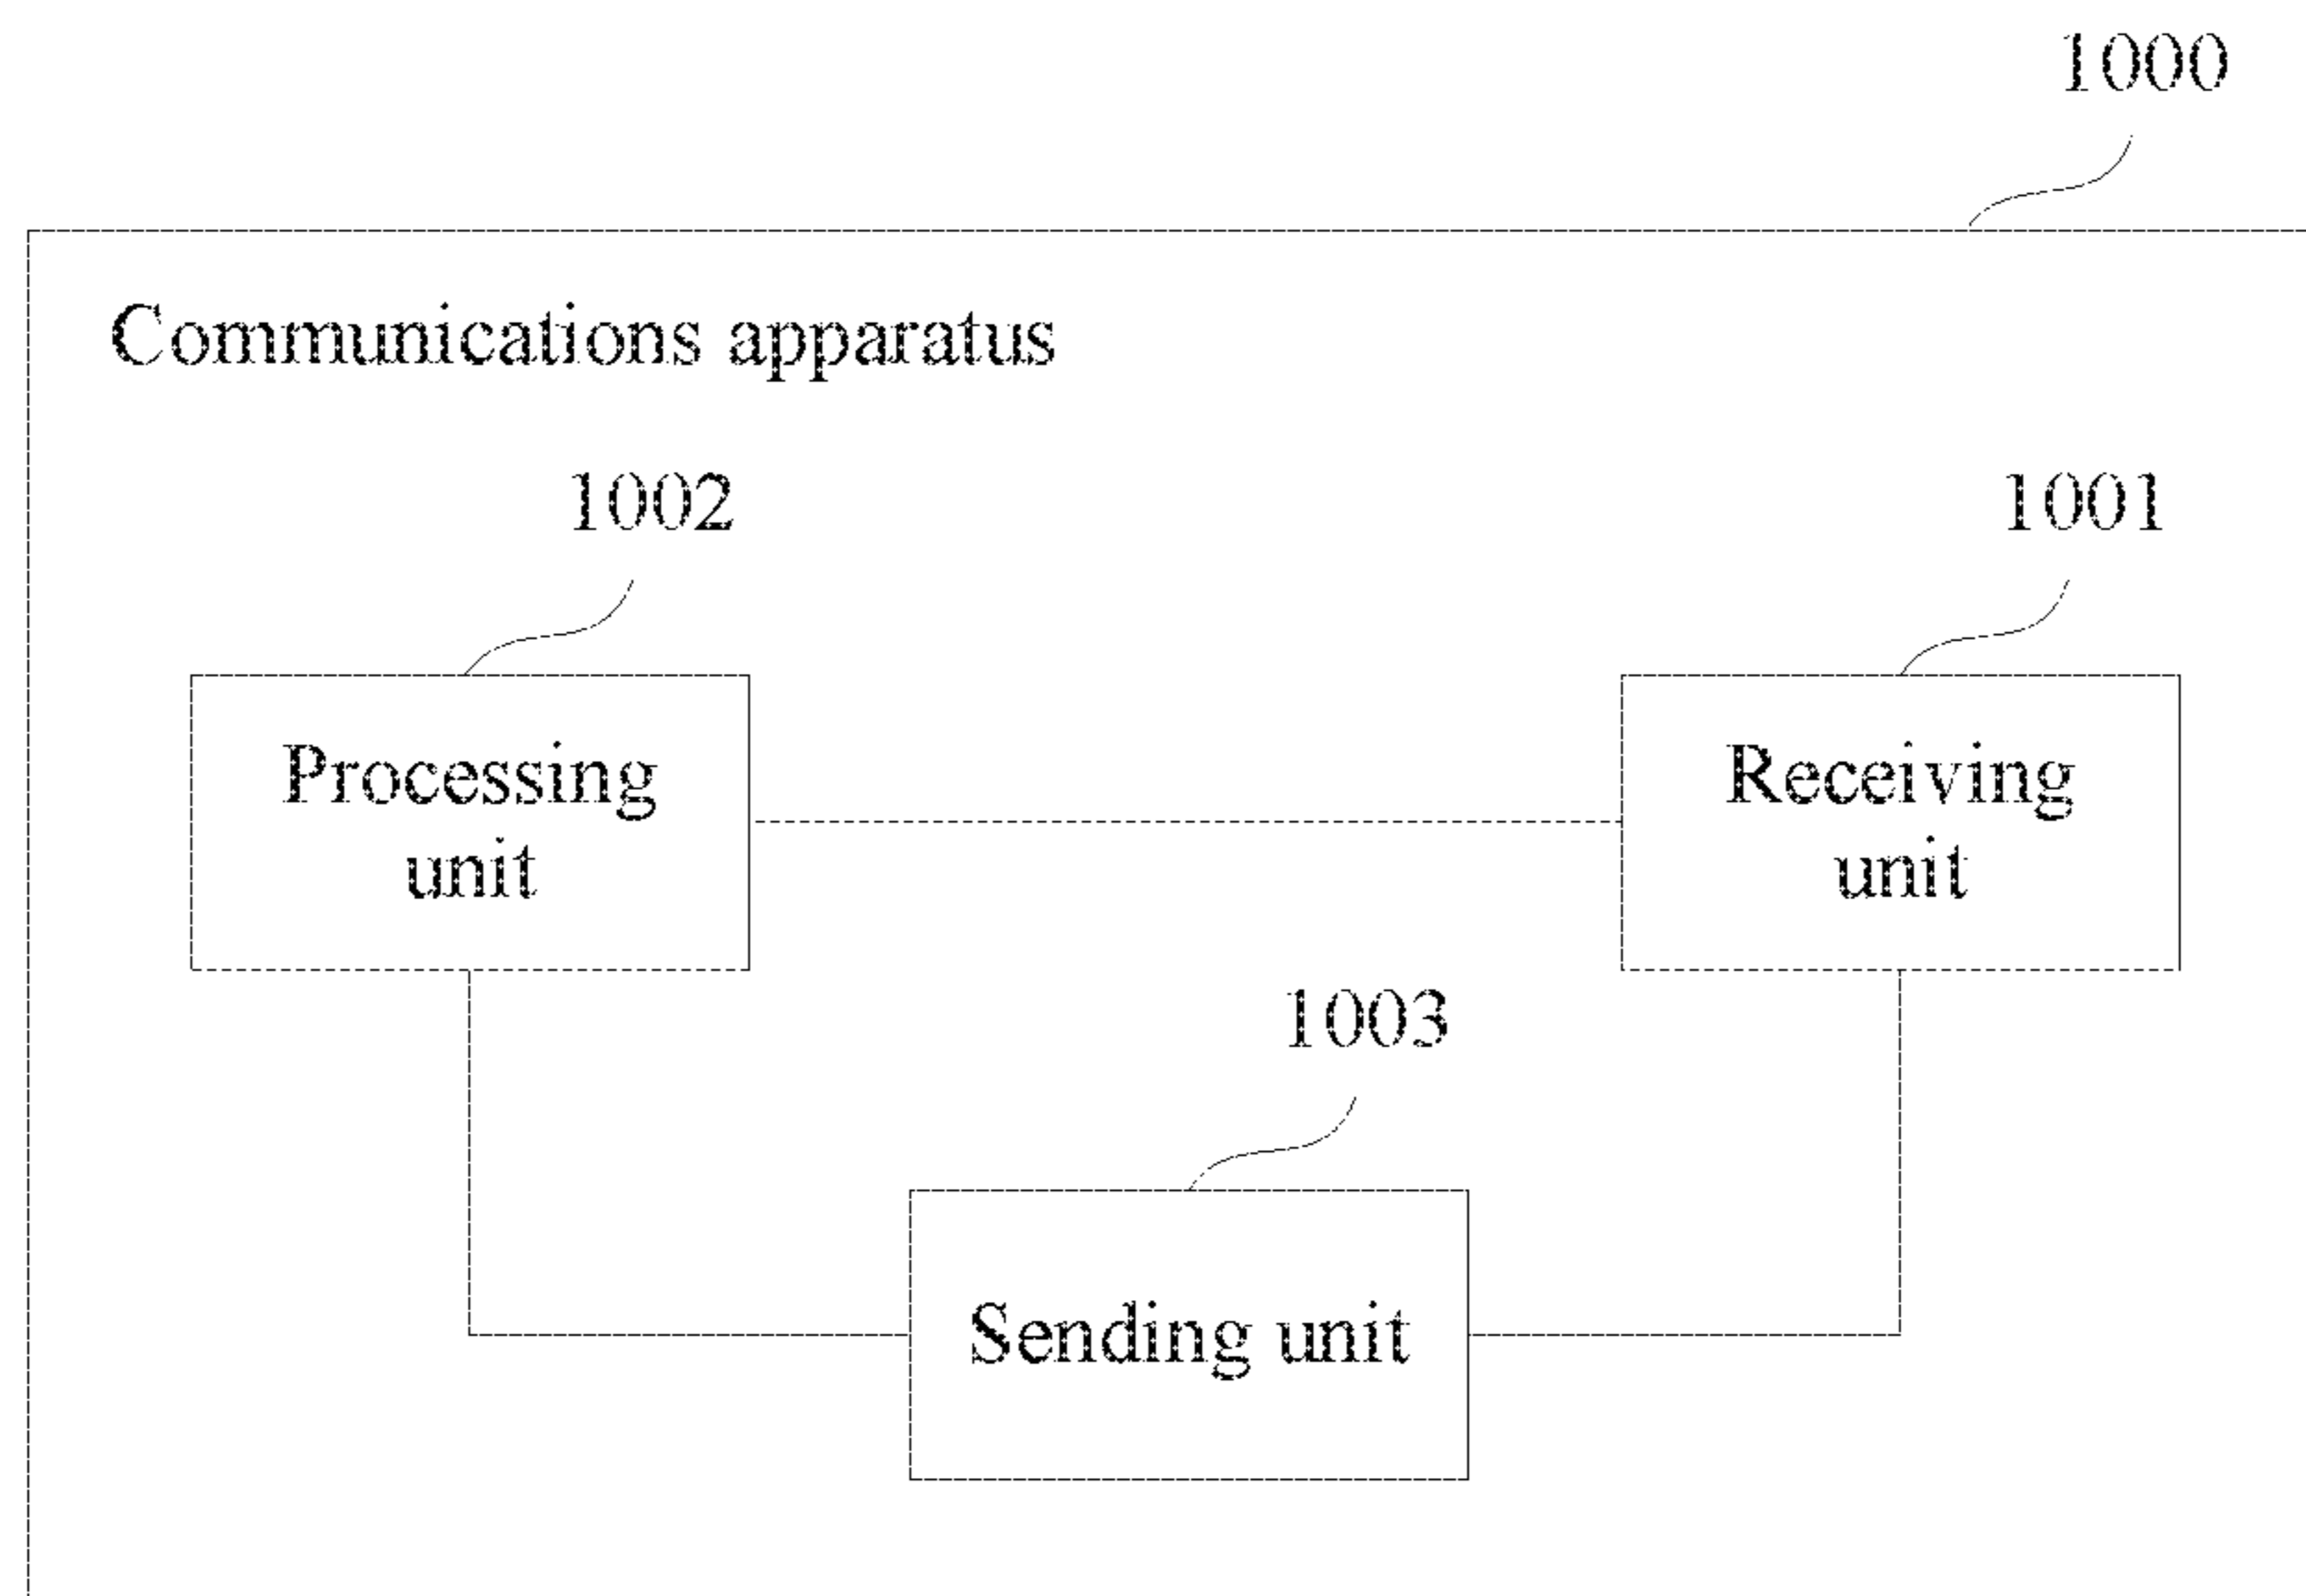 1000
Communications apparatus
1002
1001
Processing
unit
Receiving
unit
1003
Sending unit